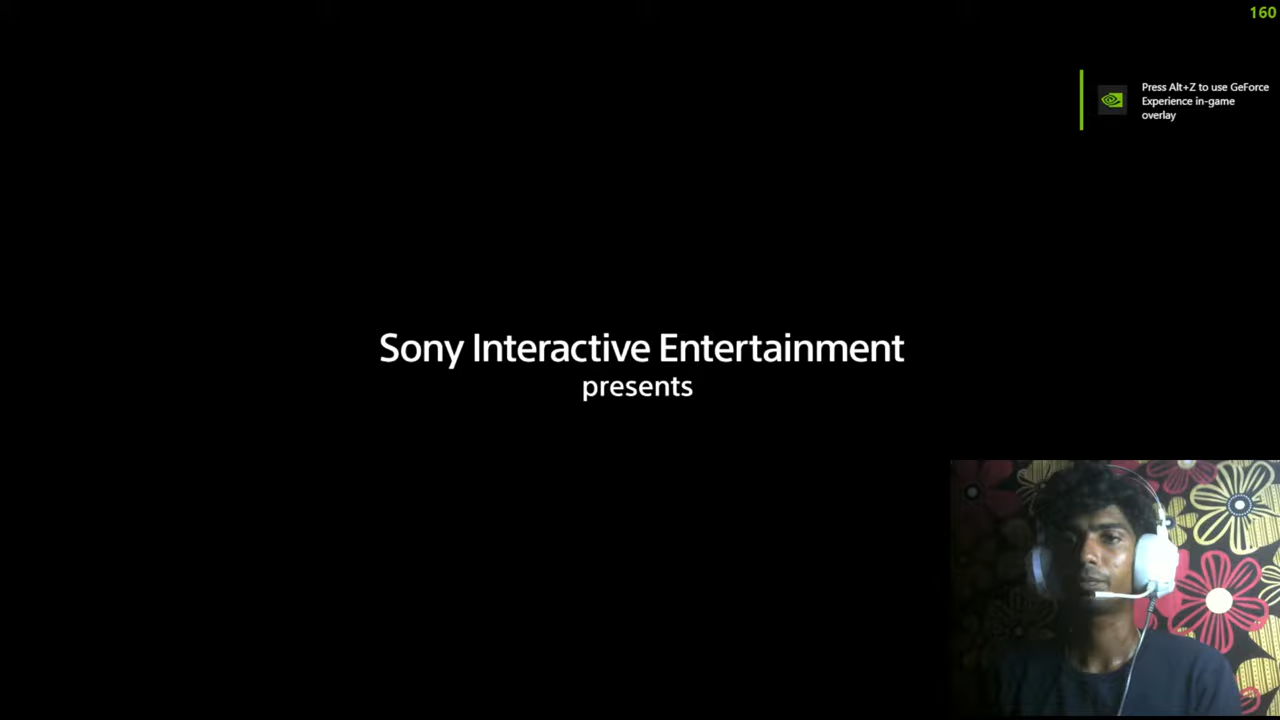 160
Press Alt+Z to use GeForce
Experience in-game
overlay
Sony Interactive Entertainment
presents